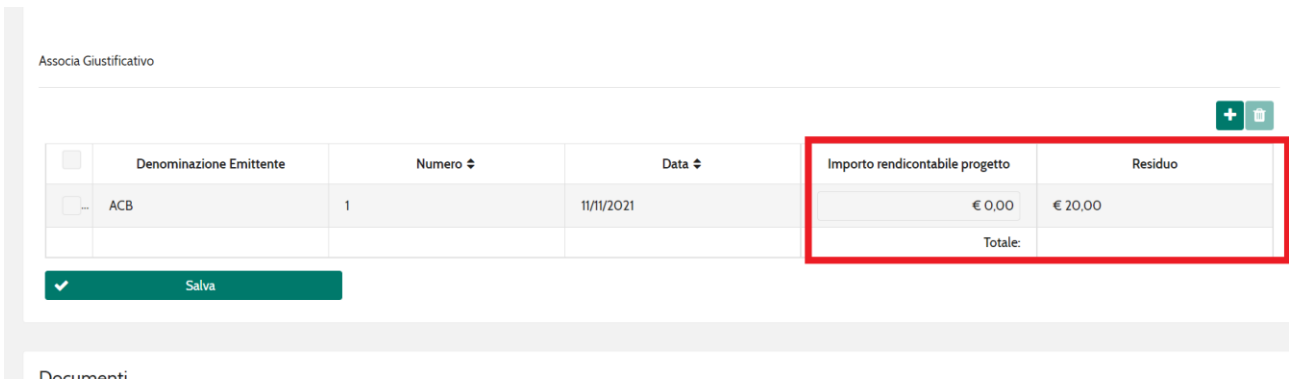 Associa Giustificativo
Denominazione Emittente Numero Data Importo rendicontabile progetto Residuo
... ACB 1 11/11/2021 € 0,00 € 20,00
Totale:
Salva
Documenti